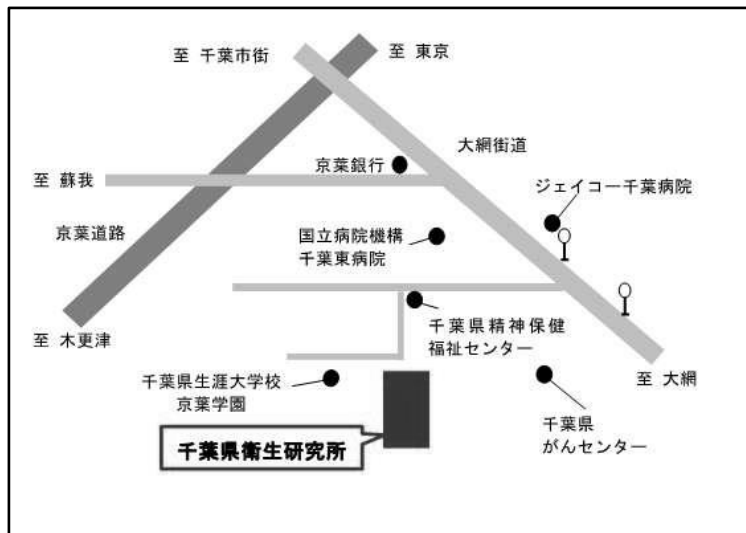 至 千葉市街
至 東京
大網街道
京葉銀行
至 蘇我
ジェイコー千葉病院
京葉道路
国立病院機構
千葉東病院
至 木更津
千葉県精神保健
福祉センター
千葉県生涯大学校
京葉学園
至 大網
千葉県
がんセンター
千葉県衛生研究所